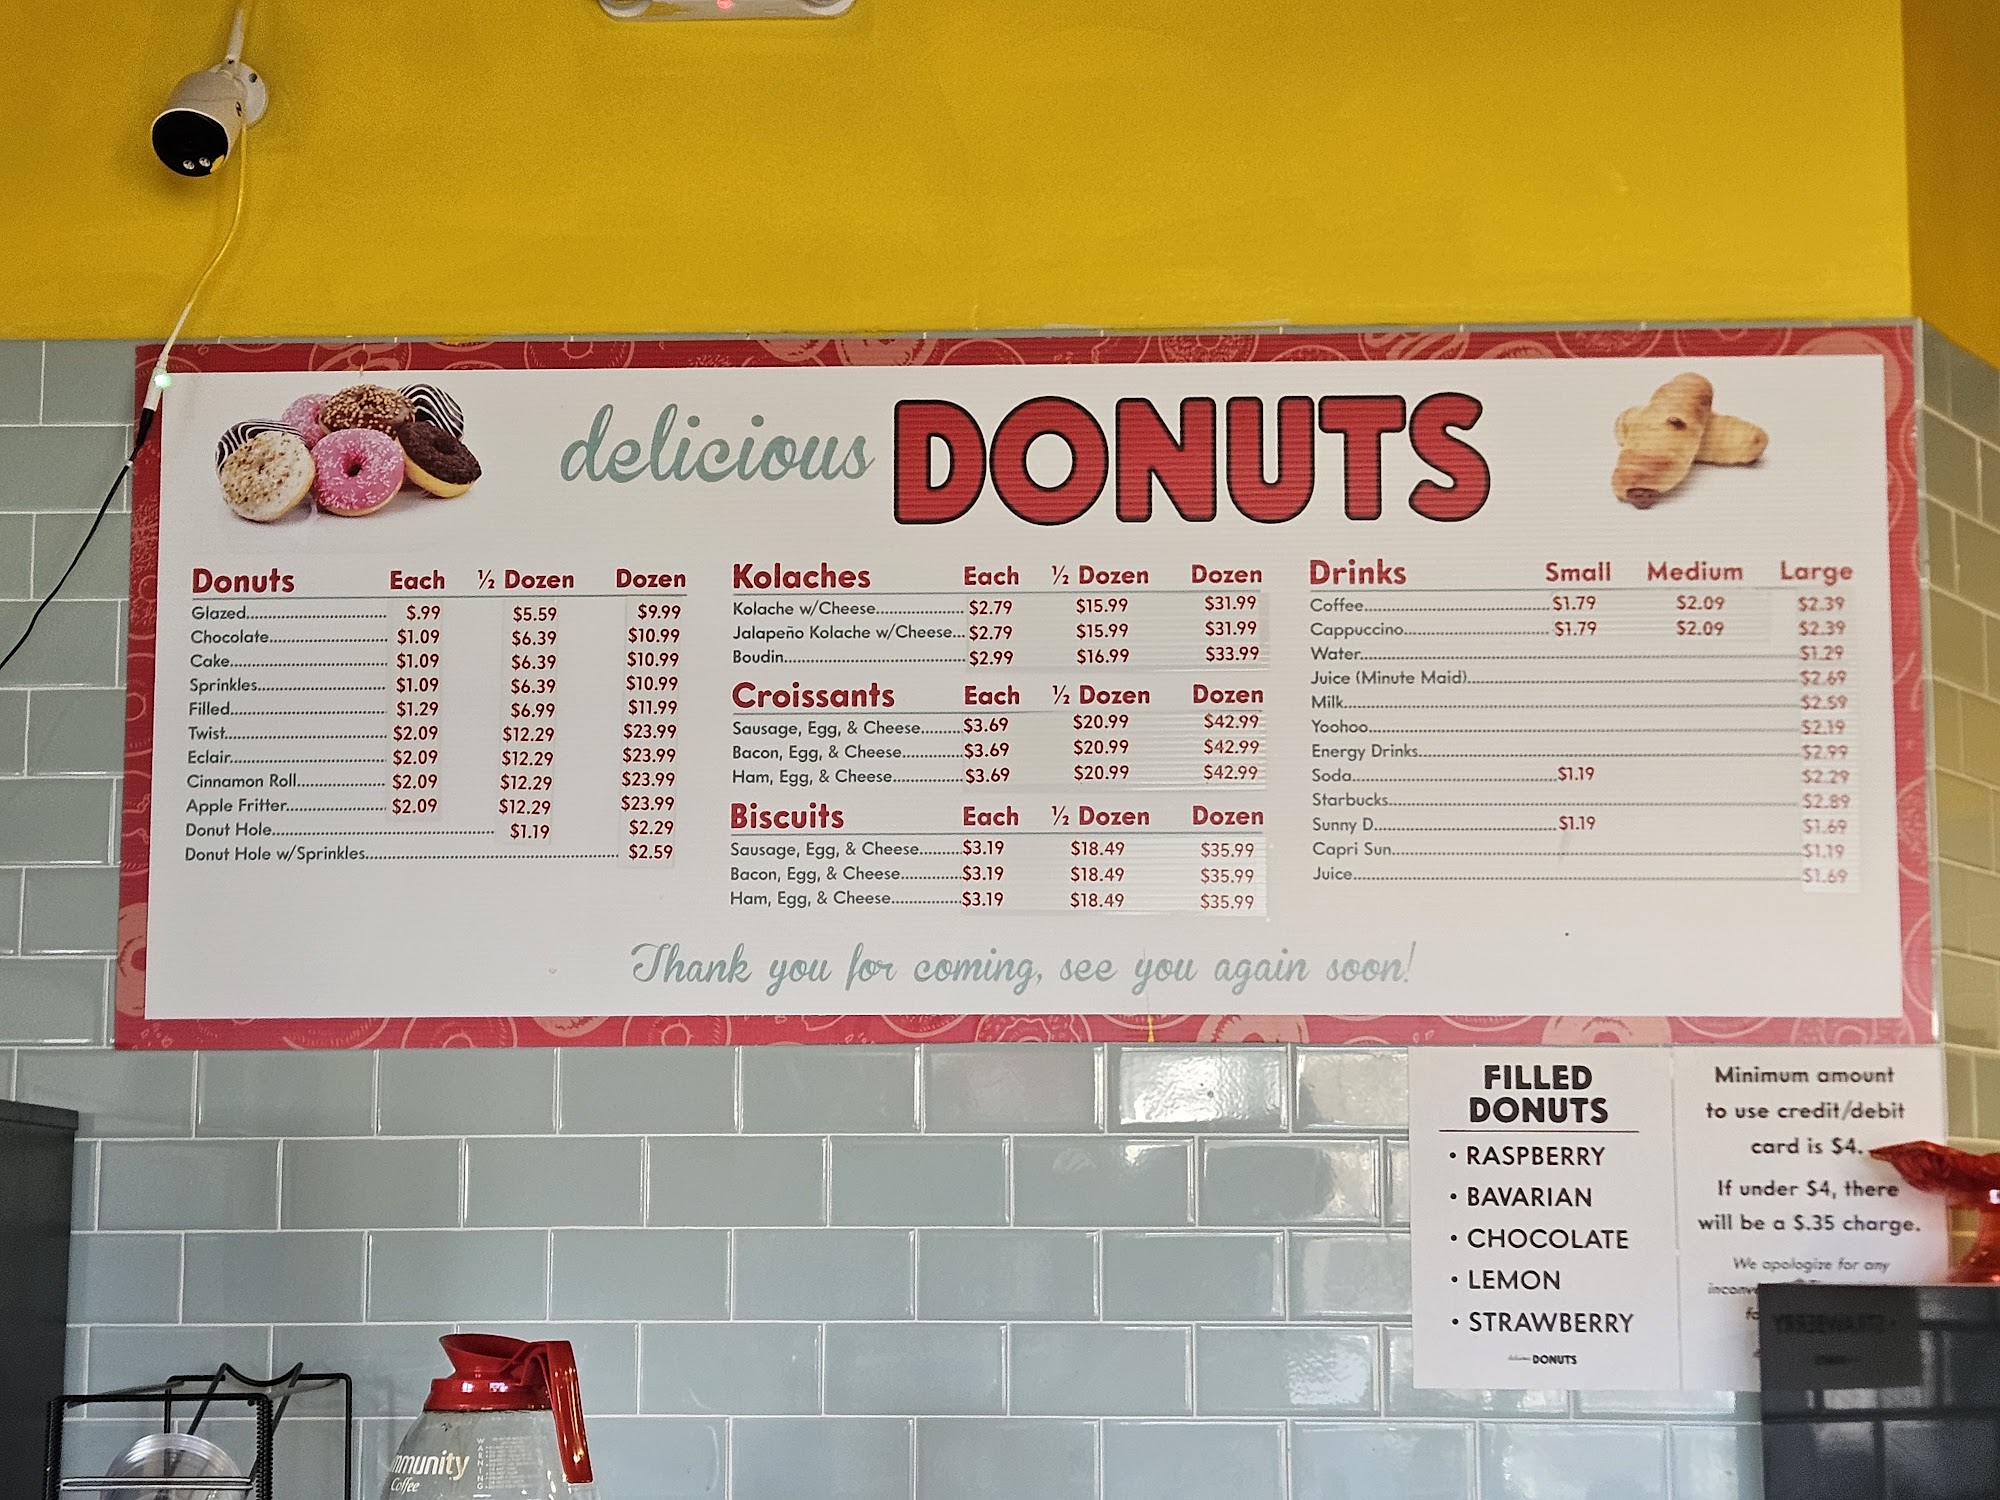 delicious DONUTS
Donuts Each ½ Dozen Dozen
Glazed $.99 $5.59 $9.99
Chocolate $1.09 $6.39 $10.99
Cake $1.09 $6.39 $10.99
Sprinkles $1.09 $6.39 $10.99
Filled $1.29 $6.99 $11.99
Twist $2.09 $12.29 $23.99
Eclair $2.09 $12.29 $23.99
Cinnamon Roll $2.09 $12.29 $23.99
Apple Fritter $2.09 $12.29 $23.99
Donut Hole $1.19 $2.29
Donut Hole w/Sprinkles $2.59
Kolaches Each ½ Dozen Dozen
Kolache w/Cheese $2.79 $15.99 $31.99
Jalapeño Kolache w/Cheese $2.79 $15.99 $31.99
Boudin $2.99 $16.99 $33.99
Croissants Each ½ Dozen Dozen
Sausage, Egg, & Cheese $3.69 $20.99 $42.99
Bacon, Egg, & Cheese $3.69 $20.99 $42.99
Ham, Egg, & Cheese $3.69 $20.99 $42.99
Biscuits Each ½ Dozen Dozen
Sausage, Egg, & Cheese $3.19 $18.49 $35.99
Bacon, Egg, & Cheese $3.19 $18.49 $35.99
Ham, Egg, & Cheese $3.19 $18.49 $35.99
Drinks Small Medium Large
Coffee $1.79 $2.09 $2.39
Cappuccino $1.79 $2.09 $2.39
Water $1.29
Juice (Minute Maid) $2.69
Milk $2.59
Yoohoo $2.19
Energy Drinks $2.99
Soda $1.19 $2.29
Starbucks $2.89
Sunny D $1.19 $1.69
Capri Sun $1.19
Juice $1.69
Thank you for coming, see you again soon!
FILLED
DONUTS
• RASPBERRY
• BAVARIAN
• CHOCOLATE
• LEMON
• STRAWBERRY
delicious DONUTS
Minimum amount
to use credit/debit
card is $4.
If under $4, there
will be a $.35 charge.
We apologize for any
mmunity
Coffee
WARNING